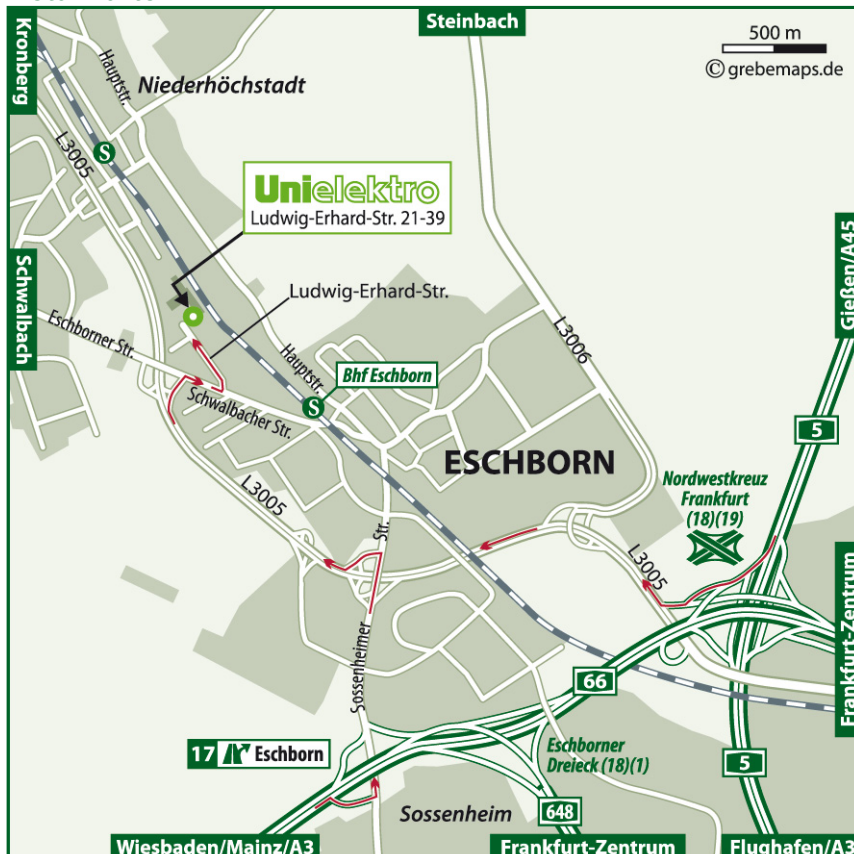 Kronberg
Steinbach
500 m
© grebemaps.de
Hauptstr.
Niederhöchstadt
S
L3005
Unielektro
Ludwig-Erhard-Str. 21-39
Schwalbach
Gießen/A45
Ludwig-Erhard-Str.
Eschborner Str.
L3006
Hauptstr.
Bhf Eschborn
S
Schwalbacher Str.
5
ESCHBORN
Nordwestkreuz
Frankfurt
(18)(19)
L3005
Sossenheimer Str.
L3005
Frankfurt-Zentrum
66
17 Eschborn
Eschborner
Dreieck (18)(1)
5
648
Sossenheim
Wiesbaden/Mainz/A3
Frankfurt-Zentrum
Flughafen/A3